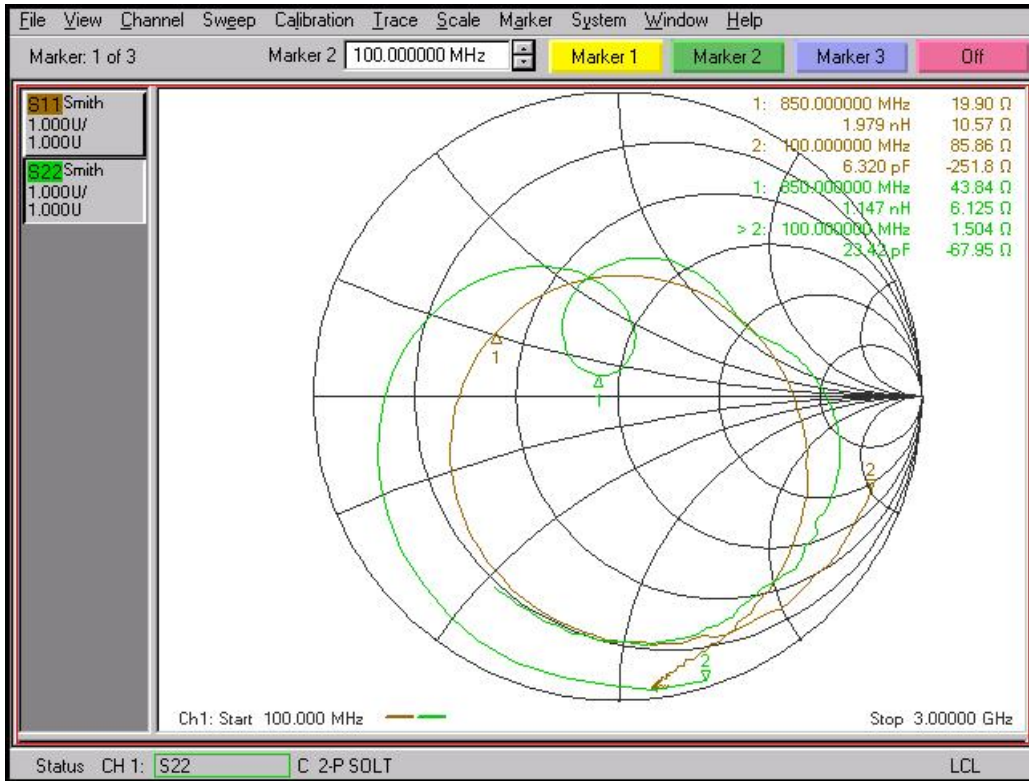 File View Channel Sweep Calibration Trace Scale Marker System Window Help
Marker: 1 of 3 Marker 2 100.000000 MHz Marker 1 Marker 2 Marker 3 Off
S11 Smith
1.000U/
1.000U
S22 Smith
1.000U/
1.000U
1: 850.000000 MHz 19.90 Ω
1.979 nH 10.57 Ω
2: 100.000000 MHz 85.86 Ω
6.320 pF -251.8 Ω
1: 850.000000 MHz 43.84 Ω
1.147 nH 6.125 Ω
> 2: 100.000000 MHz 1.504 Ω
23.42 pF -67.95 Ω
1
1
2
2
Ch1: Start 100.000 MHz Stop 3.00000 GHz
Status CH 1: S22 C 2-P SOLT LCL